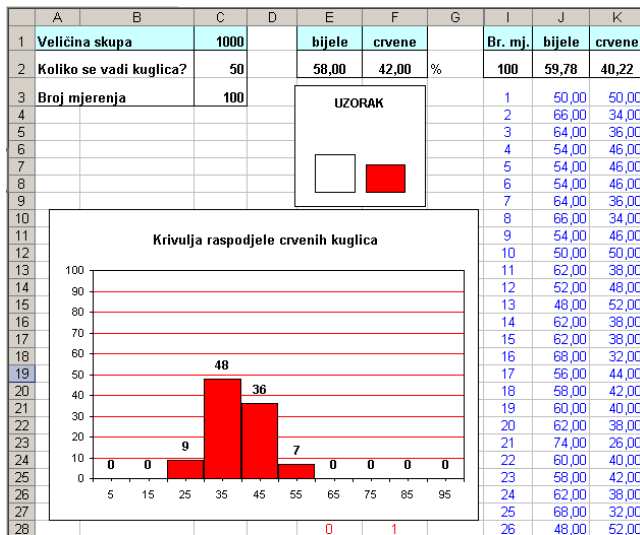 A B C D E F G I J K
1 Veličina skupa 1000 bijele crvene Br. mj. bijele crvene
2 Koliko se vadi kuglica? 50 58,00 42,00 % 100 59,78 40,22
3 Broj mjerenja 100 1 50,00 50,00
UZORAK
4 2 66,00 34,00
5 3 64,00 36,00
6 4 54,00 46,00
7 5 54,00 46,00
8 6 54,00 46,00
9 7 64,00 36,00
10 8 66,00 34,00
11 9 54,00 46,00
Krivulja raspodjele crvenih kuglica
12 10 50,00 50,00
13 11 62,00 38,00
14 12 52,00 48,00
15 13 48,00 52,00
16 14 62,00 38,00
17 15 62,00 38,00
18 16 68,00 32,00
19 17 56,00 44,00
20 18 58,00 42,00
21 19 60,00 40,00
22 20 62,00 38,00
23 21 74,00 26,00
24 22 60,00 40,00
25 23 58,00 42,00
26 24 62,00 38,00
27 25 68,00 32,00
28 0 1 26 48,00 52,00
100
90
80
70
60
50
40
30
20
10
0
0 0 9 48 36 7 0 0 0 0
5 15 25 35 45 55 65 75 85 95